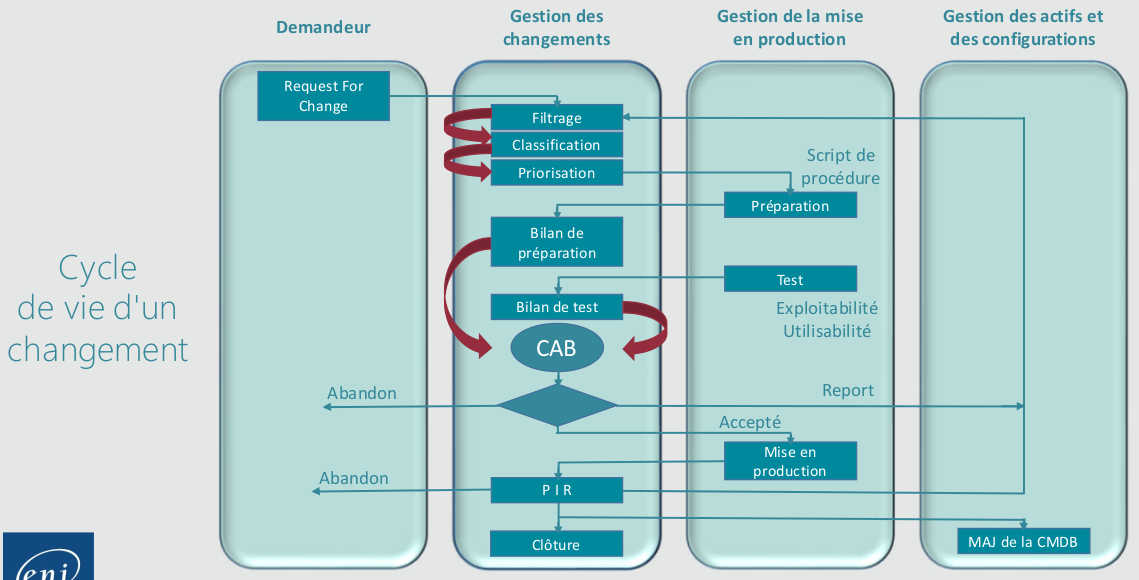 Demandeur
Gestion des
changements
Gestion de la mise
en production
Gestion des actifs et
des configurations
Request For
Change
Filtrage
Classification
Priorisation
Script de
procédure
Préparation
Bilan de
préparation
Test
Exploitabilité
Utilisabilité
Bilan de test
CAB
Cycle
de vie d'un
changement
Abandon
Report
Accepté
Mise en
production
Abandon
P I R
Clôture
MAJ de la CMDB
eni